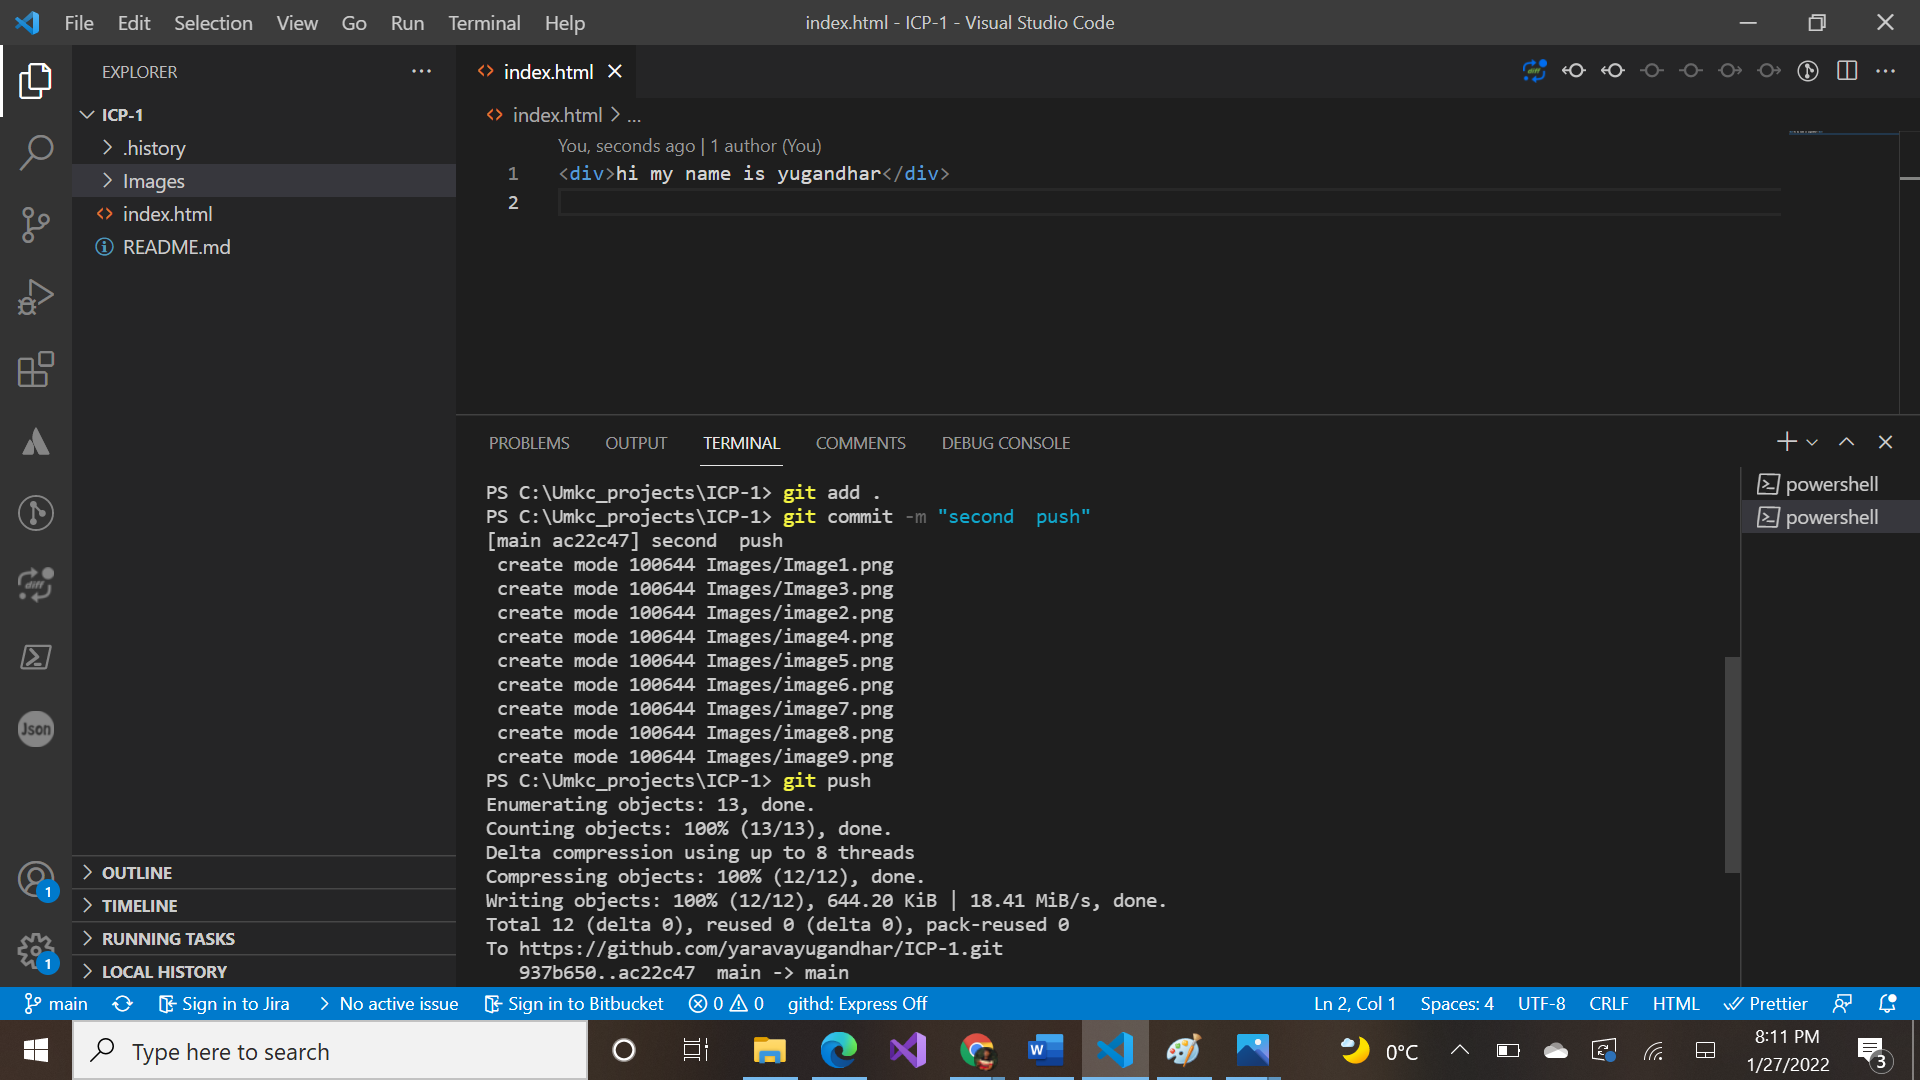 File Edit Selection View Go Run Terminal Help
index.html - ICP-1 - Visual Studio Code
EXPLORER
ICP-1
.history
Images
index.html
README.md
OUTLINE
TIMELINE
RUNNING TASKS
LOCAL HISTORY
diff
Json
1
1
index.html
diff
index.html > ...
You, seconds ago | 1 author (You)
1 <div>hi my name is yugandhar</div>
2
PROBLEMS OUTPUT TERMINAL COMMENTS DEBUG CONSOLE
PS C:\Umkc_projects\ICP-1> git add .
PS C:\Umkc_projects\ICP-1> git commit -m "second  push"
[main ac22c47] second  push
 create mode 100644 Images/Image1.png
 create mode 100644 Images/Image3.png
 create mode 100644 Images/image2.png
 create mode 100644 Images/image4.png
 create mode 100644 Images/image5.png
 create mode 100644 Images/image6.png
 create mode 100644 Images/image7.png
 create mode 100644 Images/image8.png
 create mode 100644 Images/image9.png
PS C:\Umkc_projects\ICP-1> git push
Enumerating objects: 13, done.
Counting objects: 100% (13/13), done.
Delta compression using up to 8 threads
Compressing objects: 100% (12/12), done.
Writing objects: 100% (12/12), 644.20 KiB | 18.41 MiB/s, done.
Total 12 (delta 0), reused 0 (delta 0), pack-reused 0
To https://github.com/yaravayugandhar/ICP-1.git
   937b650..ac22c47  main -> main
powershell
powershell
main Sign in to Jira No active issue Sign in to Bitbucket 0 0 githd: Express Off Ln 2, Col 1 Spaces: 4 UTF-8 CRLF HTML Prettier
Type here to search
W
0°C
8:11 PM
1/27/2022
3